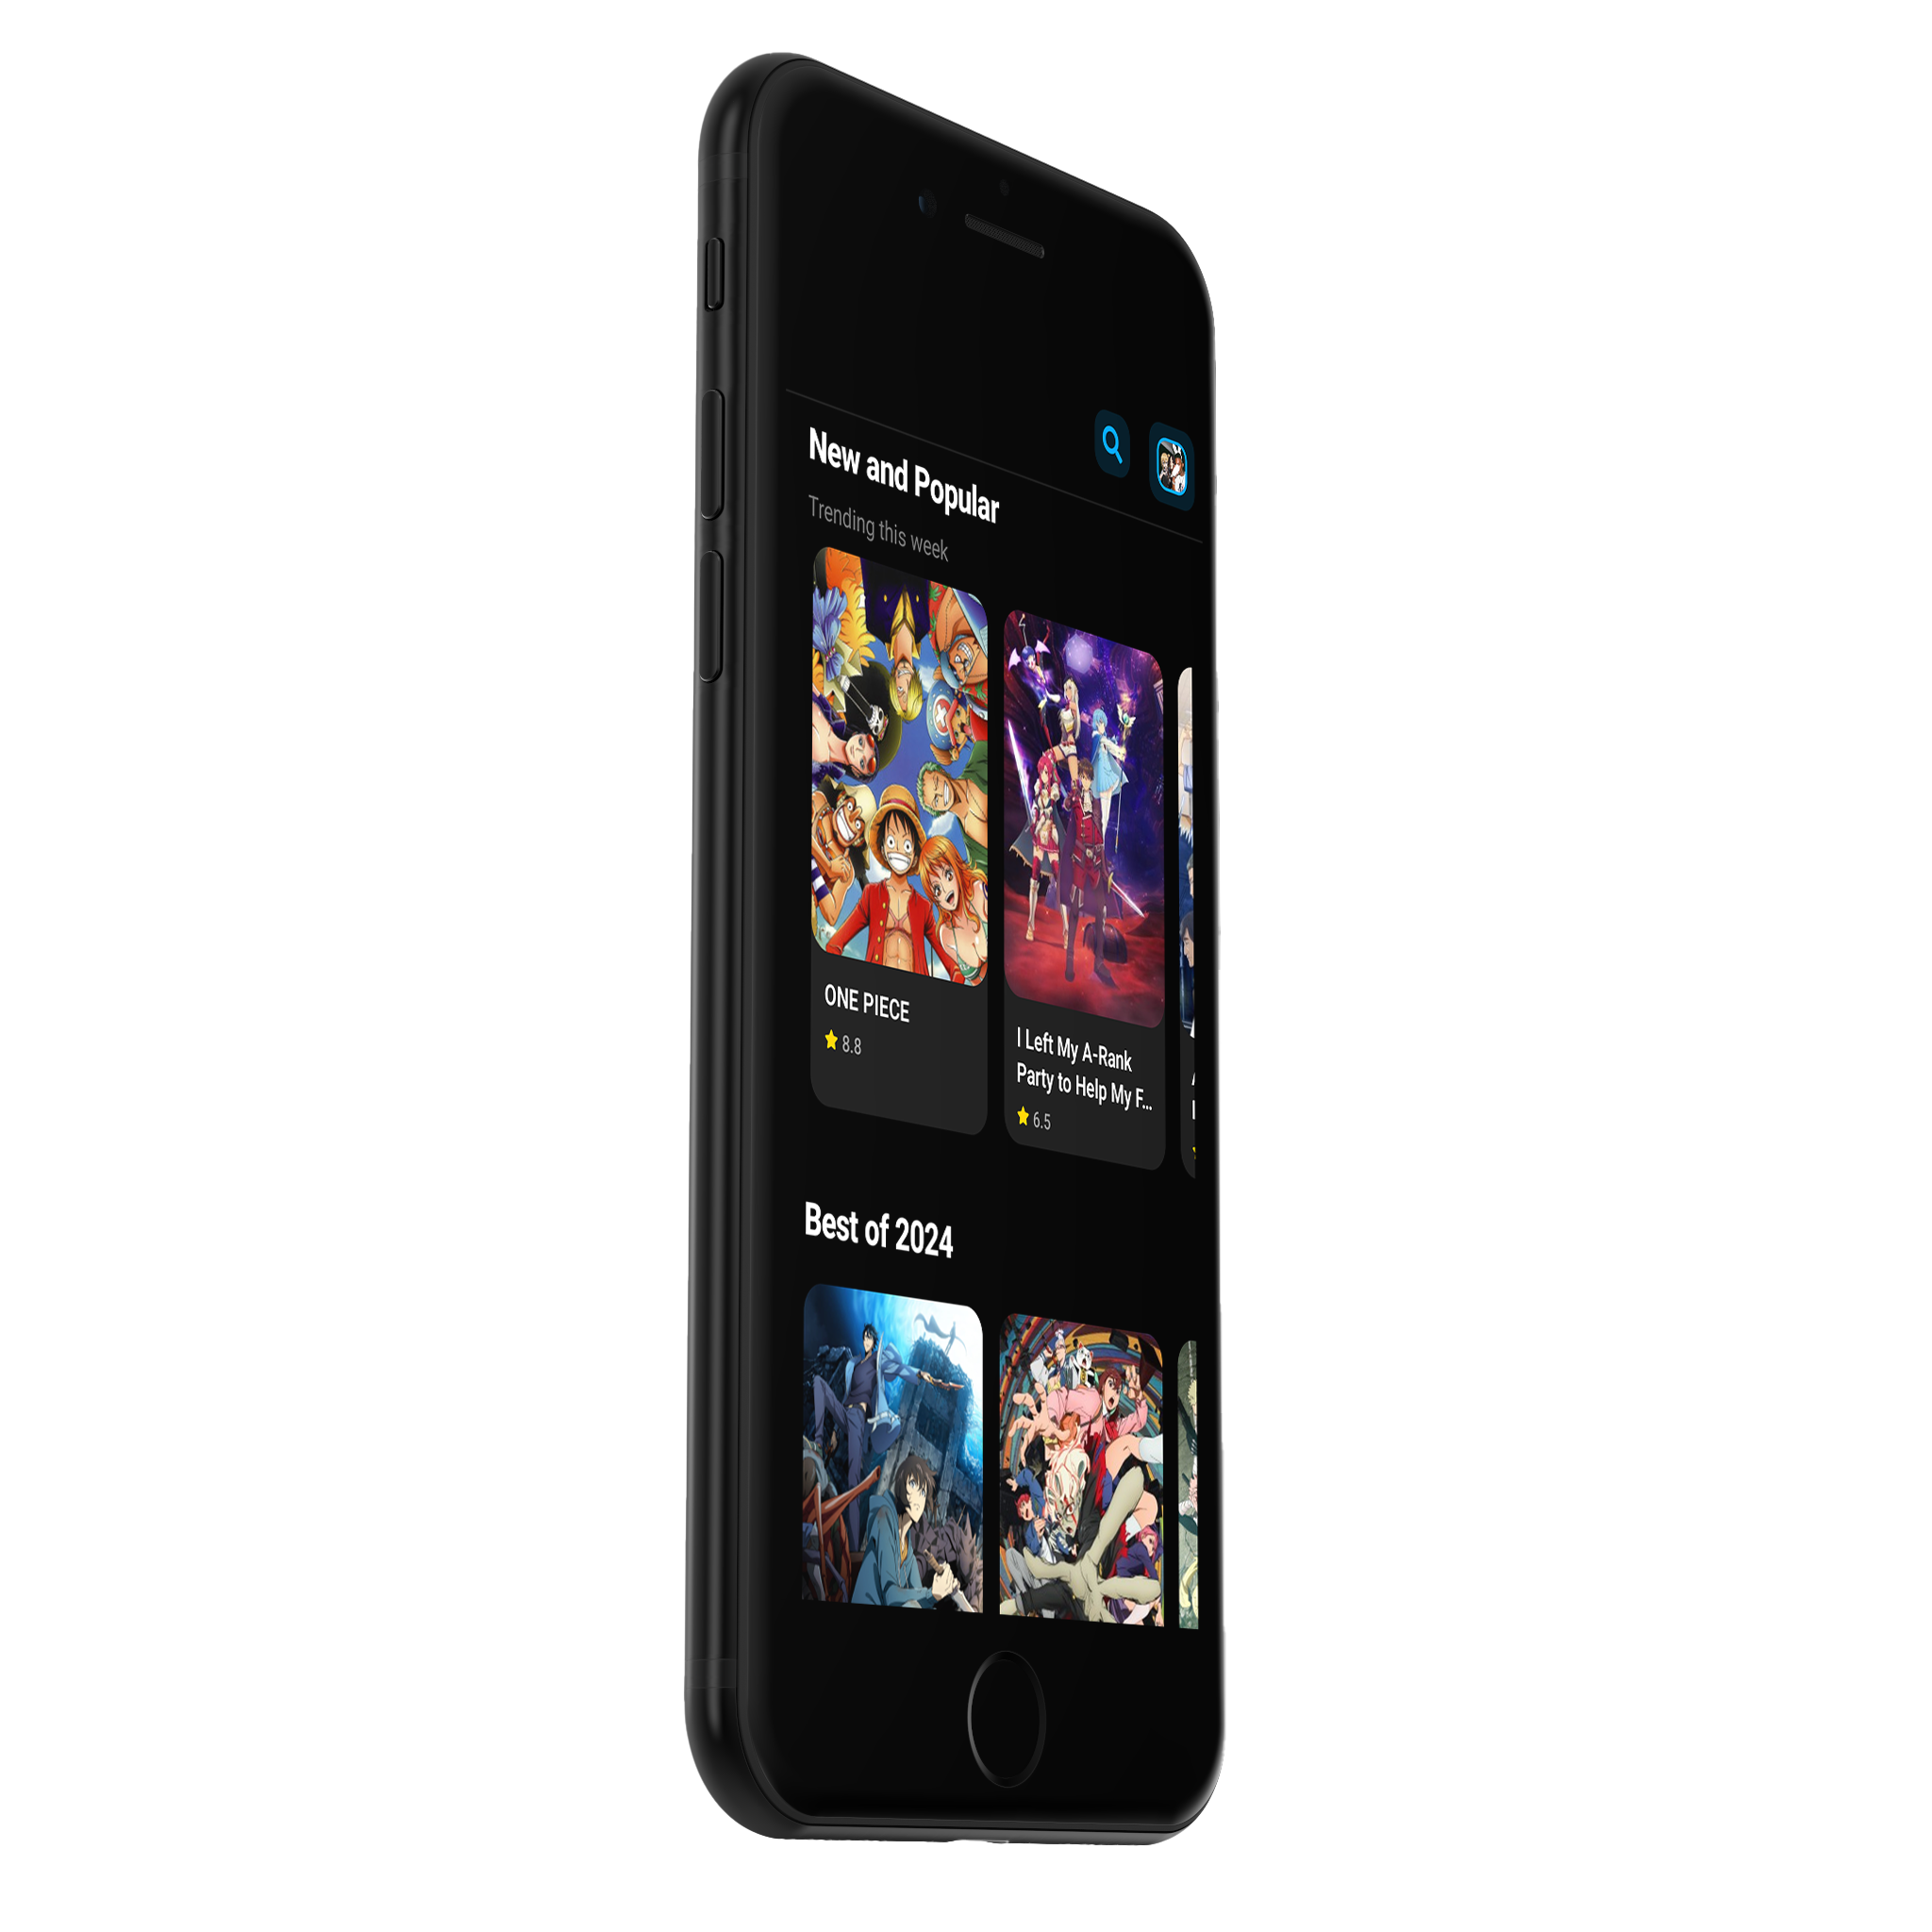 New and Popular
Trending this week
ONE PIECE
8.8
I Left My A-Rank
Party to Help My F...
6.5
Best of 2024